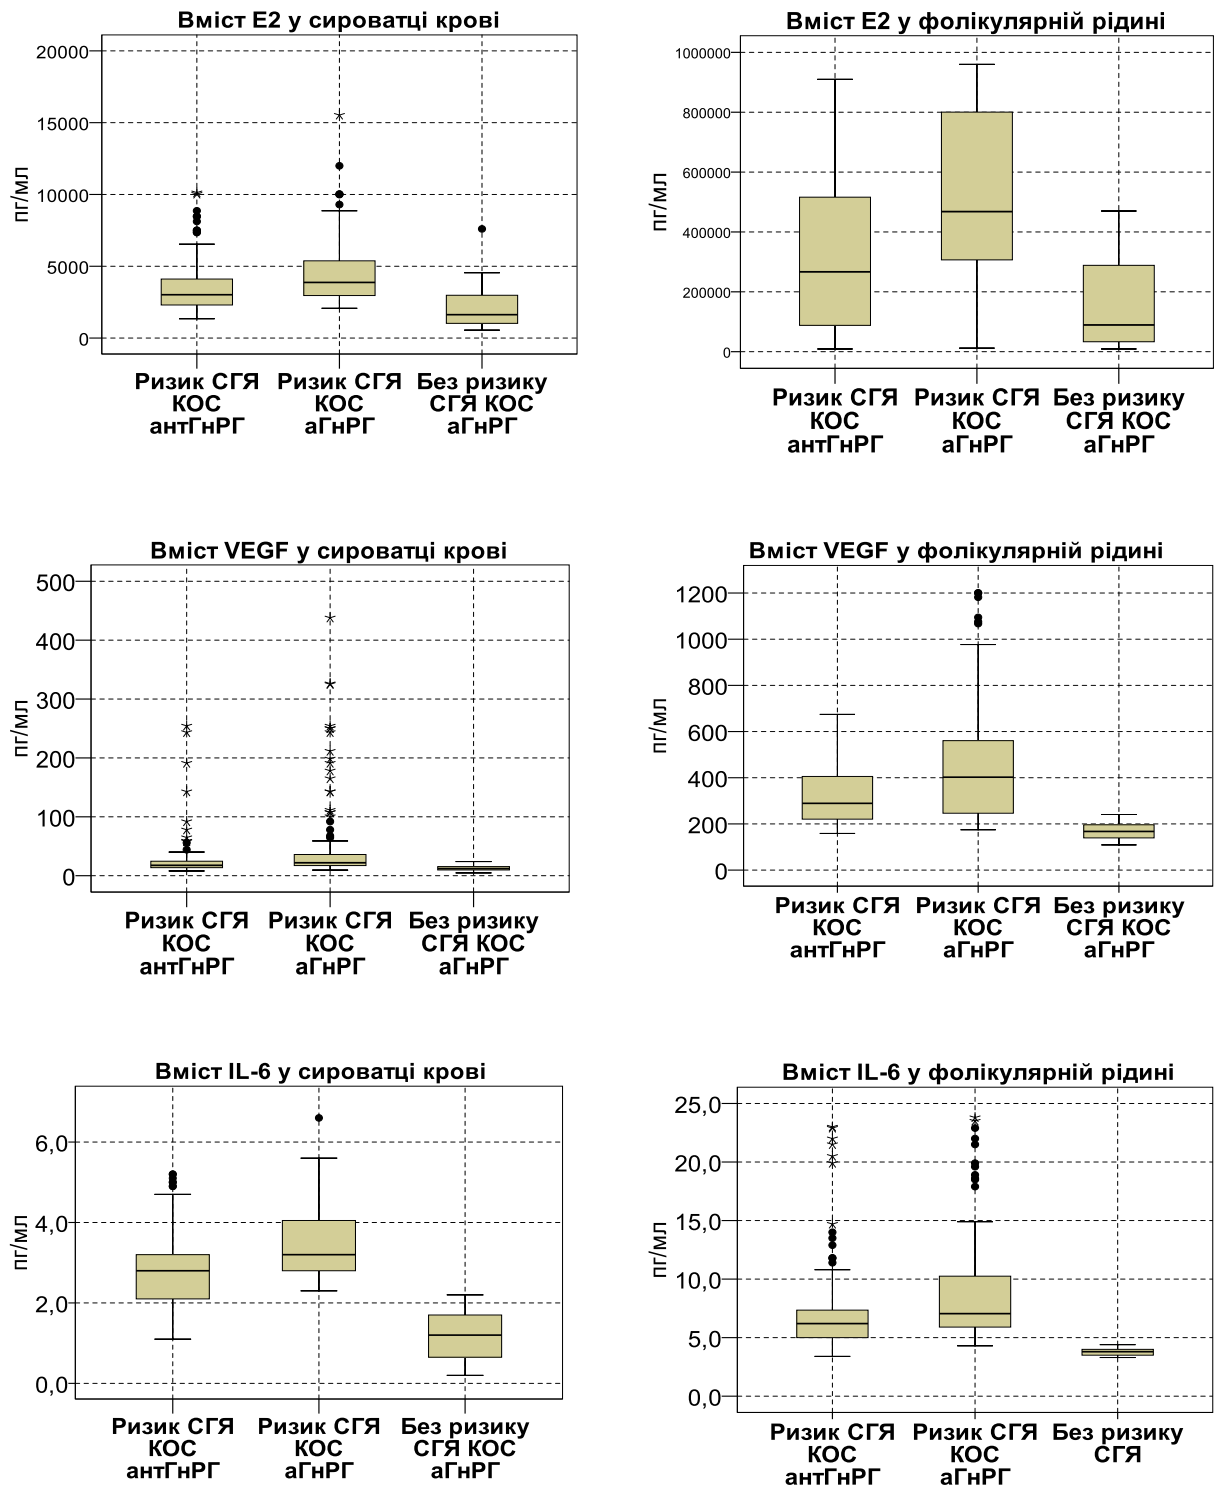 Вміст Е2 у сироватці крові
20000
15000
10000
5000
0
пг/мл
Ризик СГЯ
КОС
антГнРГ
Ризик СГЯ
КОС
аГнРГ
Без ризику
СГЯ КОС
аГнРГ
Вміст Е2 у фолікулярній рідині
1000000
800000
600000
400000
200000
0
пг/мл
Ризик СГЯ
КОС
антГнРГ
Ризик СГЯ
КОС
аГнРГ
Без ризику
СГЯ КОС
аГнРГ
Вміст VEGF у сироватці крові
500
400
300
200
100
0
пг/мл
Ризик СГЯ
КОС
антГнРГ
Ризик СГЯ
КОС
аГнРГ
Без ризику
СГЯ КОС
аГнРГ
Вміст VEGF у фолікулярній рідині
1200
1000
800
600
400
200
0
пг/мл
Ризик СГЯ
КОС
антГнРГ
Ризик СГЯ
КОС
аГнРГ
Без ризику
СГЯ КОС
аГнРГ
Вміст IL-6 у сироватці крові
6,0
4,0
2,0
0,0
пг/мл
Ризик СГЯ
КОС
антГнРГ
Ризик СГЯ
КОС
аГнРГ
Без ризику
СГЯ КОС
аГнРГ
Вміст IL-6 у фолікулярній рідині
25,0
20,0
15,0
10,0
5,0
0,0
пг/мл
Ризик СГЯ
КОС
антГнРГ
Ризик СГЯ
КОС
аГнРГ
Без ризику
СГЯ